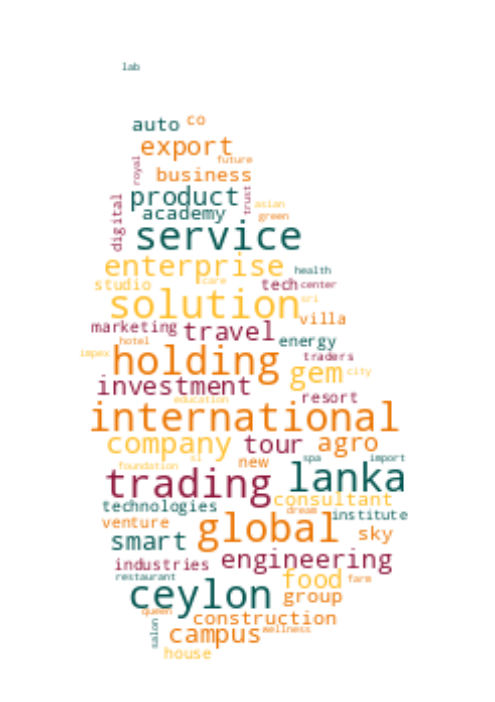 lab
auto co
export
royal
future
business
product
trust
digital
academy
asian
green
service
enterprise
health
studio
care
tech center
solution
sri
villa
marketing travel
hotel
energy
impex
holding
traders
gem city
investment
education
resort
international
company tour agro
foundation
new
spa
import
trading lanka
consultant
technologies
dream
institute
venture
global
sky
smart
industries engineering
restaurant
food farm
ceylon group
queen
construction
salon
campus wellness
house